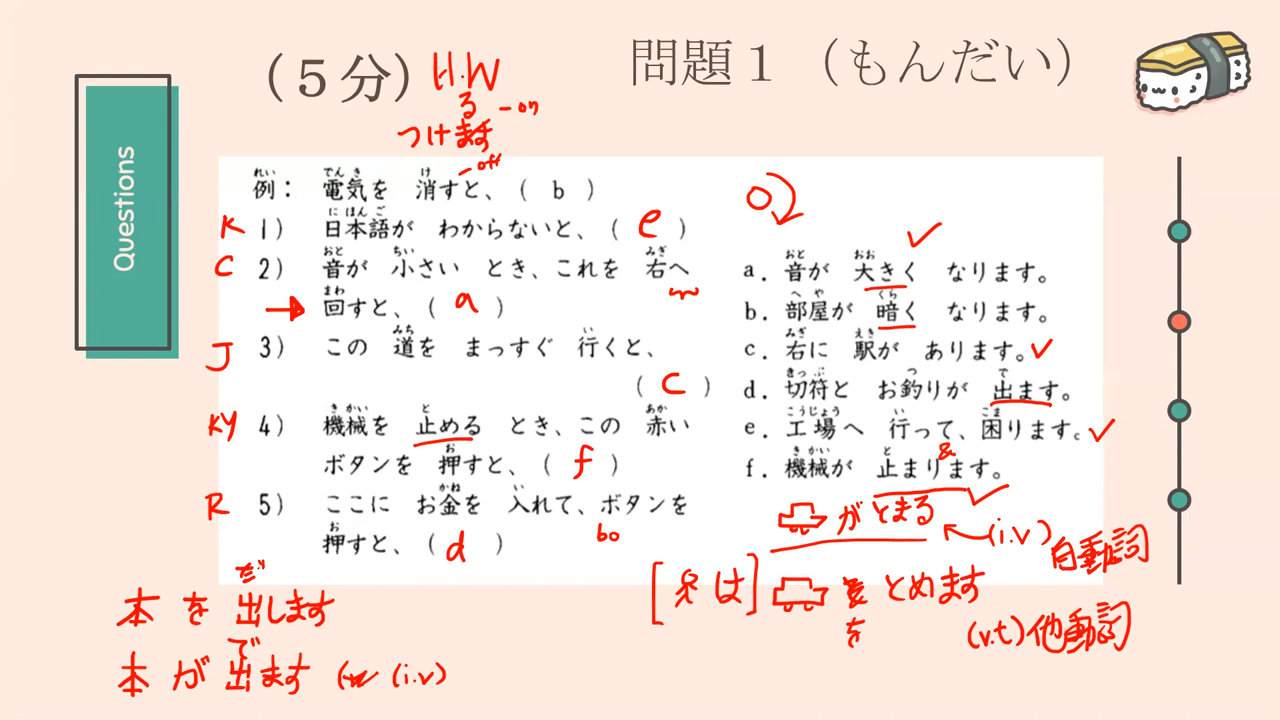 (５分) H.W
問題１ （もんだい）
る -on
つけます
-off
Questions
例： 電気を 消すと、( b )
K 1) 日本語が わからないと、( e )
C 2) 音が 小さい とき、これを 右へ
回すと、( a )
J 3) この 道を まっすぐ 行くと、
( c )
KY 4) 機械を 止める とき、この 赤い
ボタンを 押すと、( f )
R 5) ここに お金を 入れて、ボタンを
bo
押すと、( d )
a. 音が 大きく なります。
b. 部屋が 暗く なります。
c. 右に 駅が あります。
d. 切符と お釣りが 出ます。
e. 工場へ 行って、困ります。
f. 機械が 止まります。
がとまる
(i.v) 自動詞
[ は] とめます
を
(v.t) 他動詞
本を出します
本が出ます (i.v)